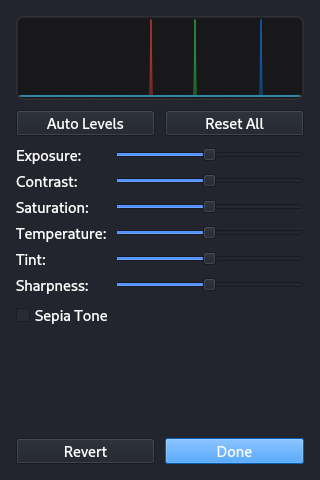 Auto Levels
Reset All
Exposure:
Contrast:
Saturation:
Temperature:
Tint:
Sharpness:
Sepia Tone
Revert
Done